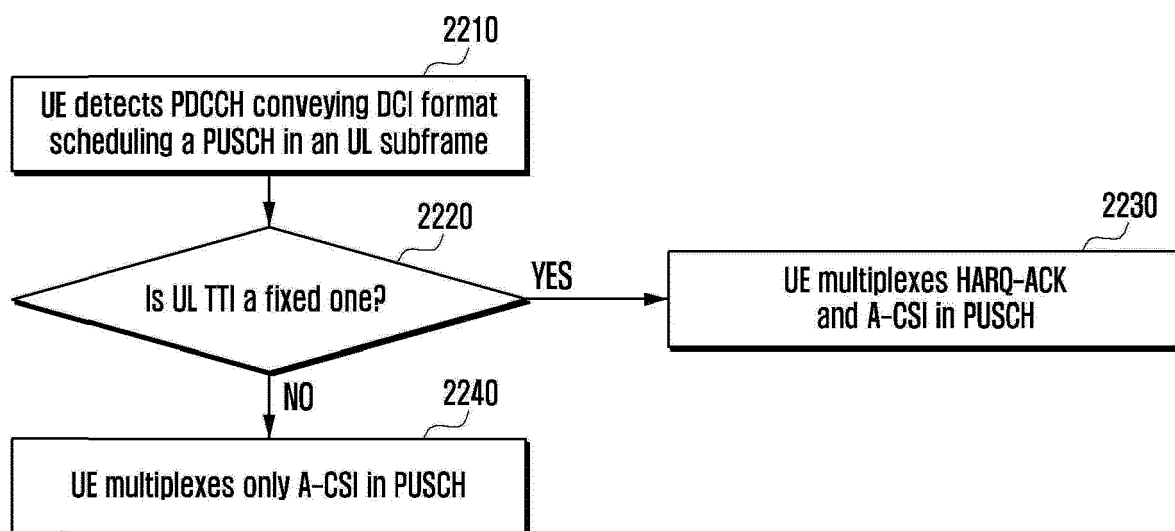 2210
UE detects PDCCH conveying DCI format
scheduling a PUSCH in an UL subframe
2220
Is UL TTI a fixed one?
YES
2230
UE multiplexes HARQ-ACK
and A-CSI in PUSCH
NO
2240
UE multiplexes only A-CSI in PUSCH